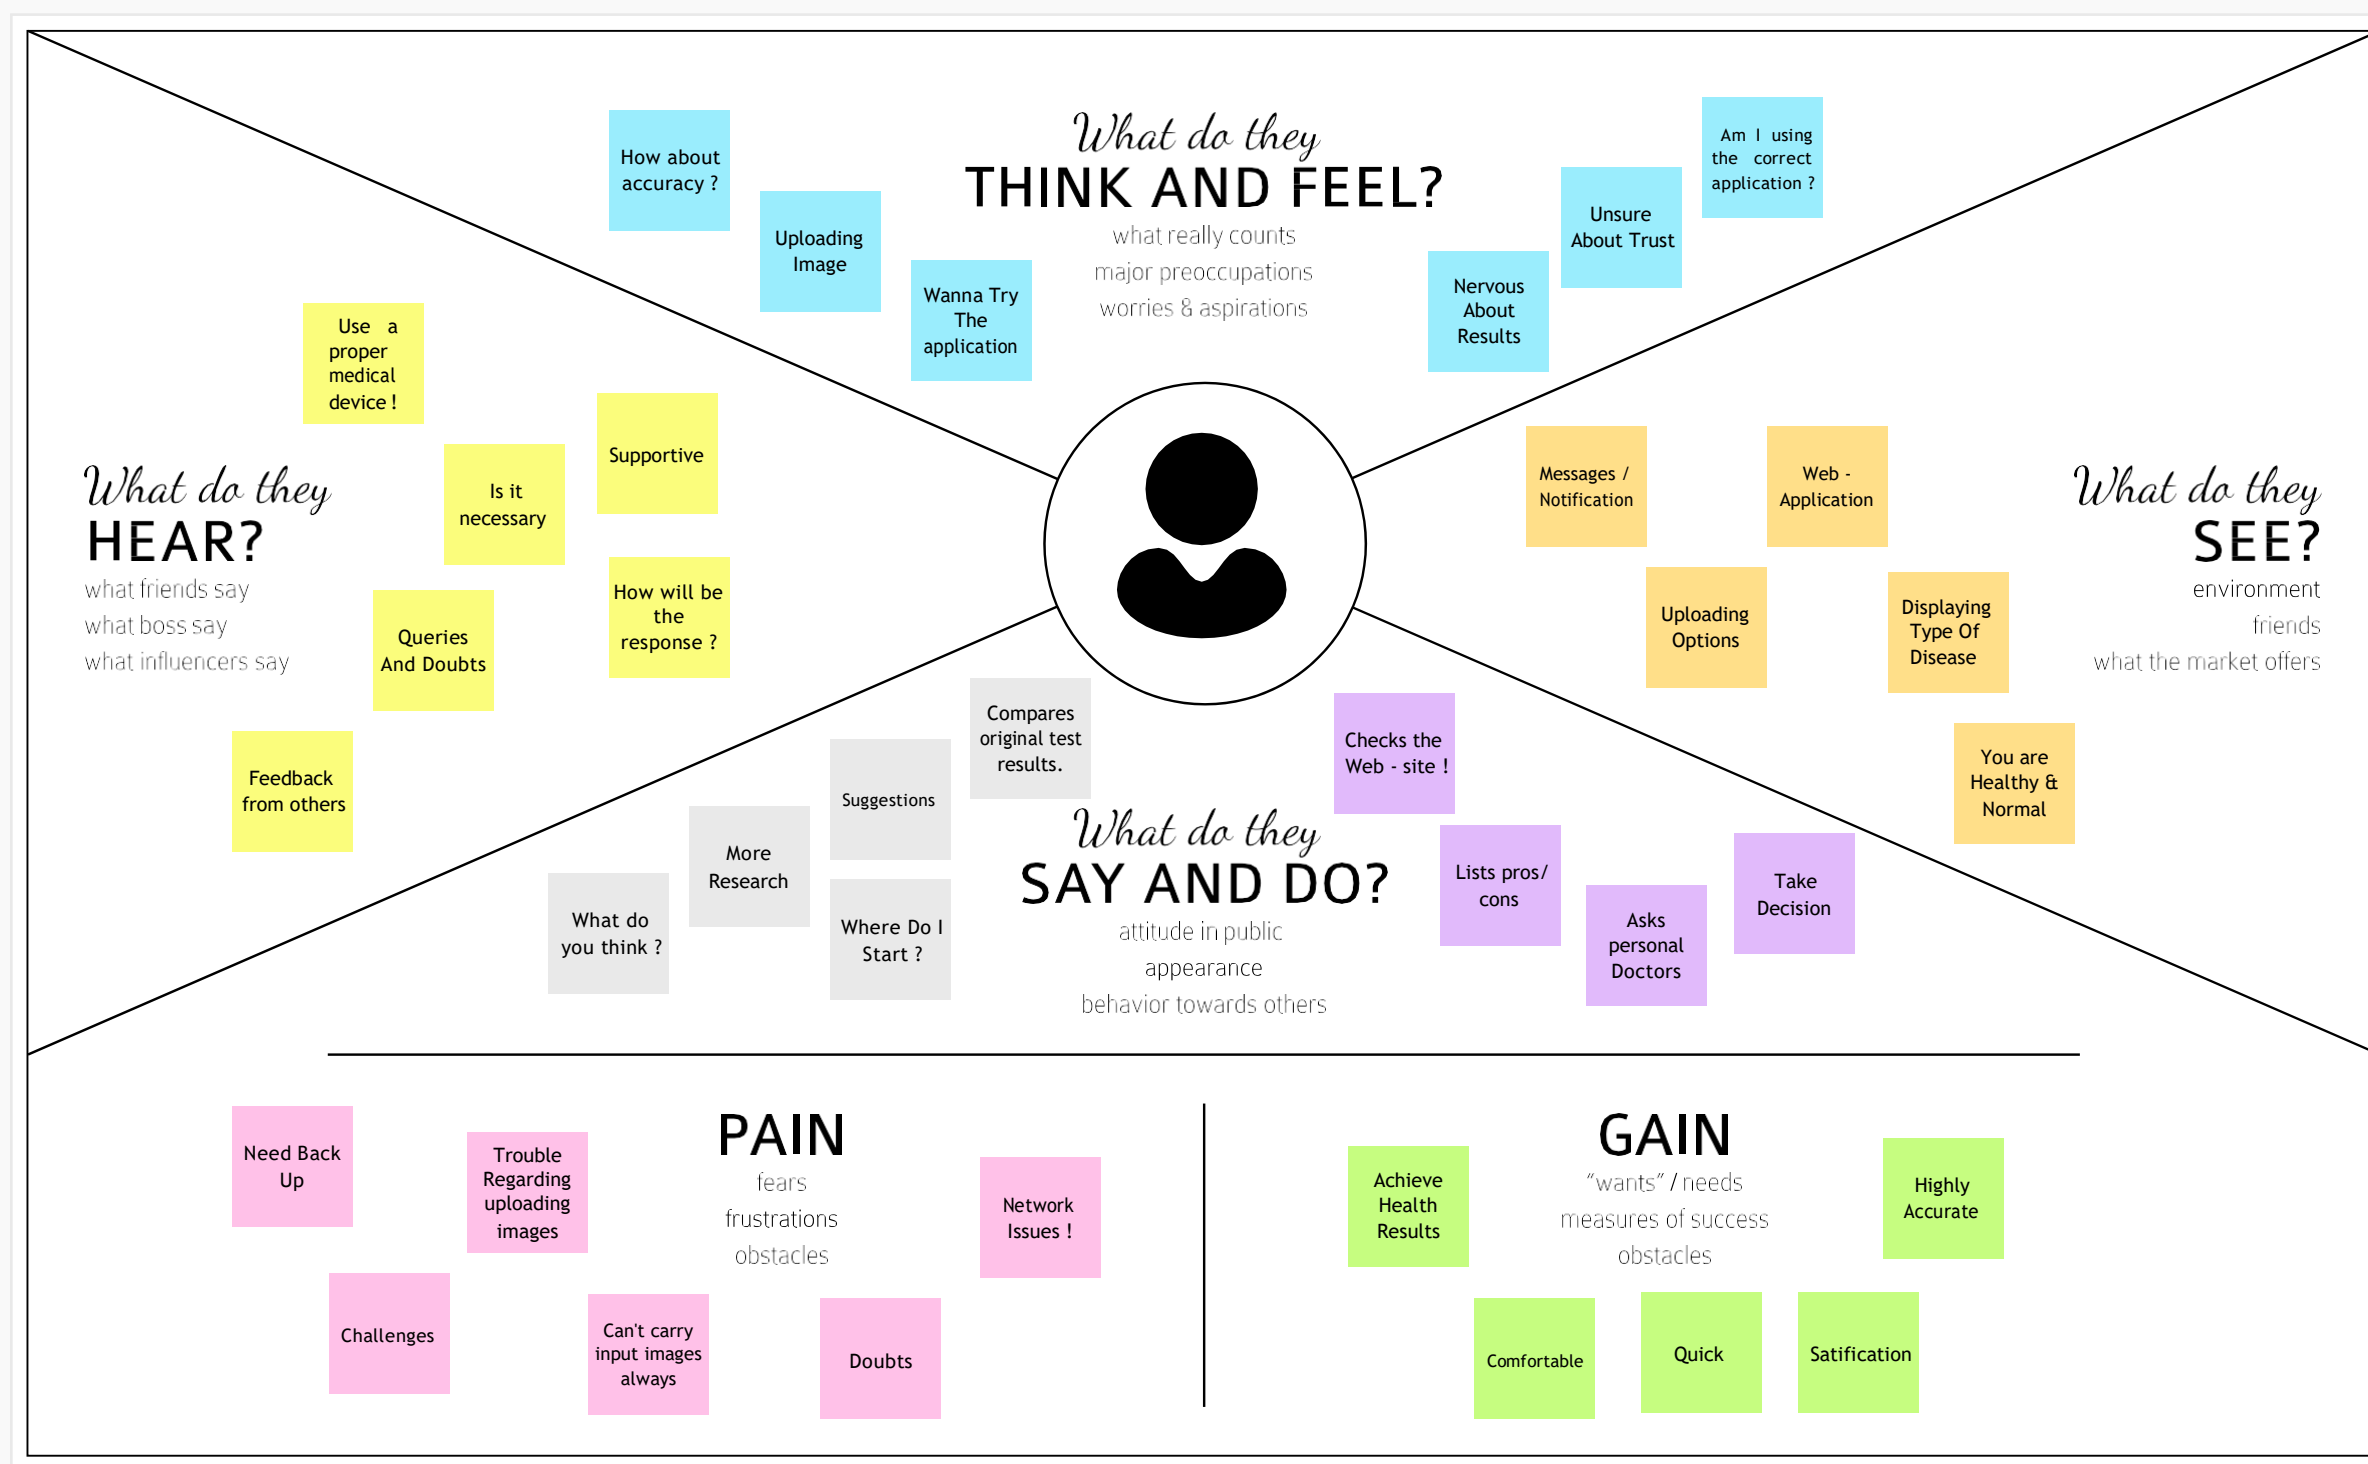 What do they
THINK AND FEEL?
what really counts
major preoccupations
worries & aspirations
How about
accuracy ?
Uploading
Image
Wanna Try
The
application
Nervous
About
Results
Unsure
About Trust
Am I using
the correct
application ?
What do they
HEAR?
what friends say
what boss say
what influencers say
Use a
proper
medical
device !
Is it
necessary
Supportive
Queries
And Doubts
How will be
the
response ?
Feedback
from others
What do they
SEE?
environment
friends
what the market offers
Messages /
Notification
Web -
Application
Uploading
Options
Displaying
Type Of
Disease
You are
Healthy &
Normal
What do they
SAY AND DO?
attitude in public
appearance
behavior towards others
Compares
original test
results.
Suggestions
More
Research
What do
you think ?
Where Do I
Start ?
Checks the
Web - site !
Lists pros/
cons
Asks
personal
Doctors
Take
Decision
PAIN
fears
frustrations
obstacles
Need Back
Up
Trouble
Regarding
uploading
images
Network
Issues !
Challenges
Can't carry
input images
always
Doubts
GAIN
“wants” / needs
measures of success
obstacles
Achieve
Health
Results
Highly
Accurate
Comfortable
Quick
Satification